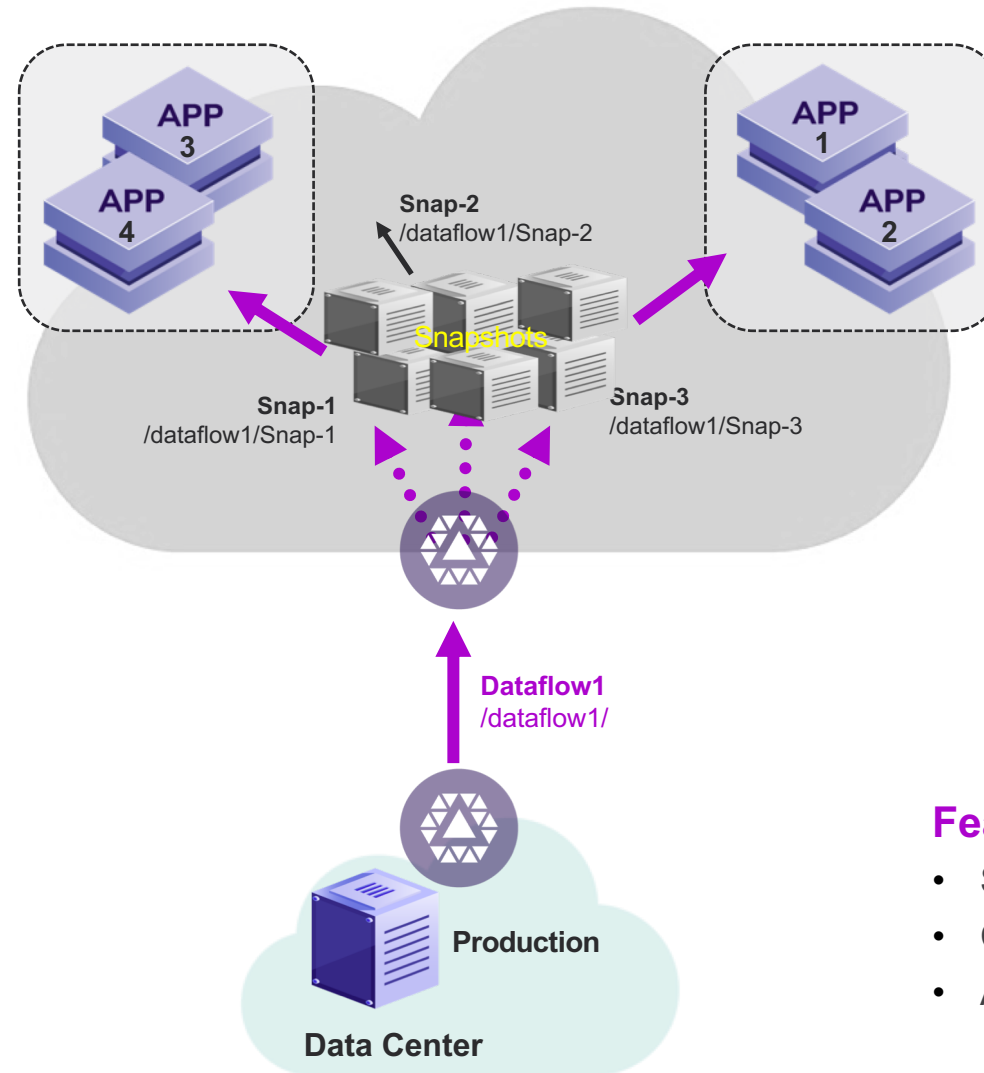 APP
3
APP
4
APP
1
APP
2
Snap-2
/dataflow1/Snap-2
Snapshots
Snap-1
/dataflow1/Snap-1
Snap-3
/dataflow1/Snap-3
Dataflow1
/dataflow1/
Production
Data Center